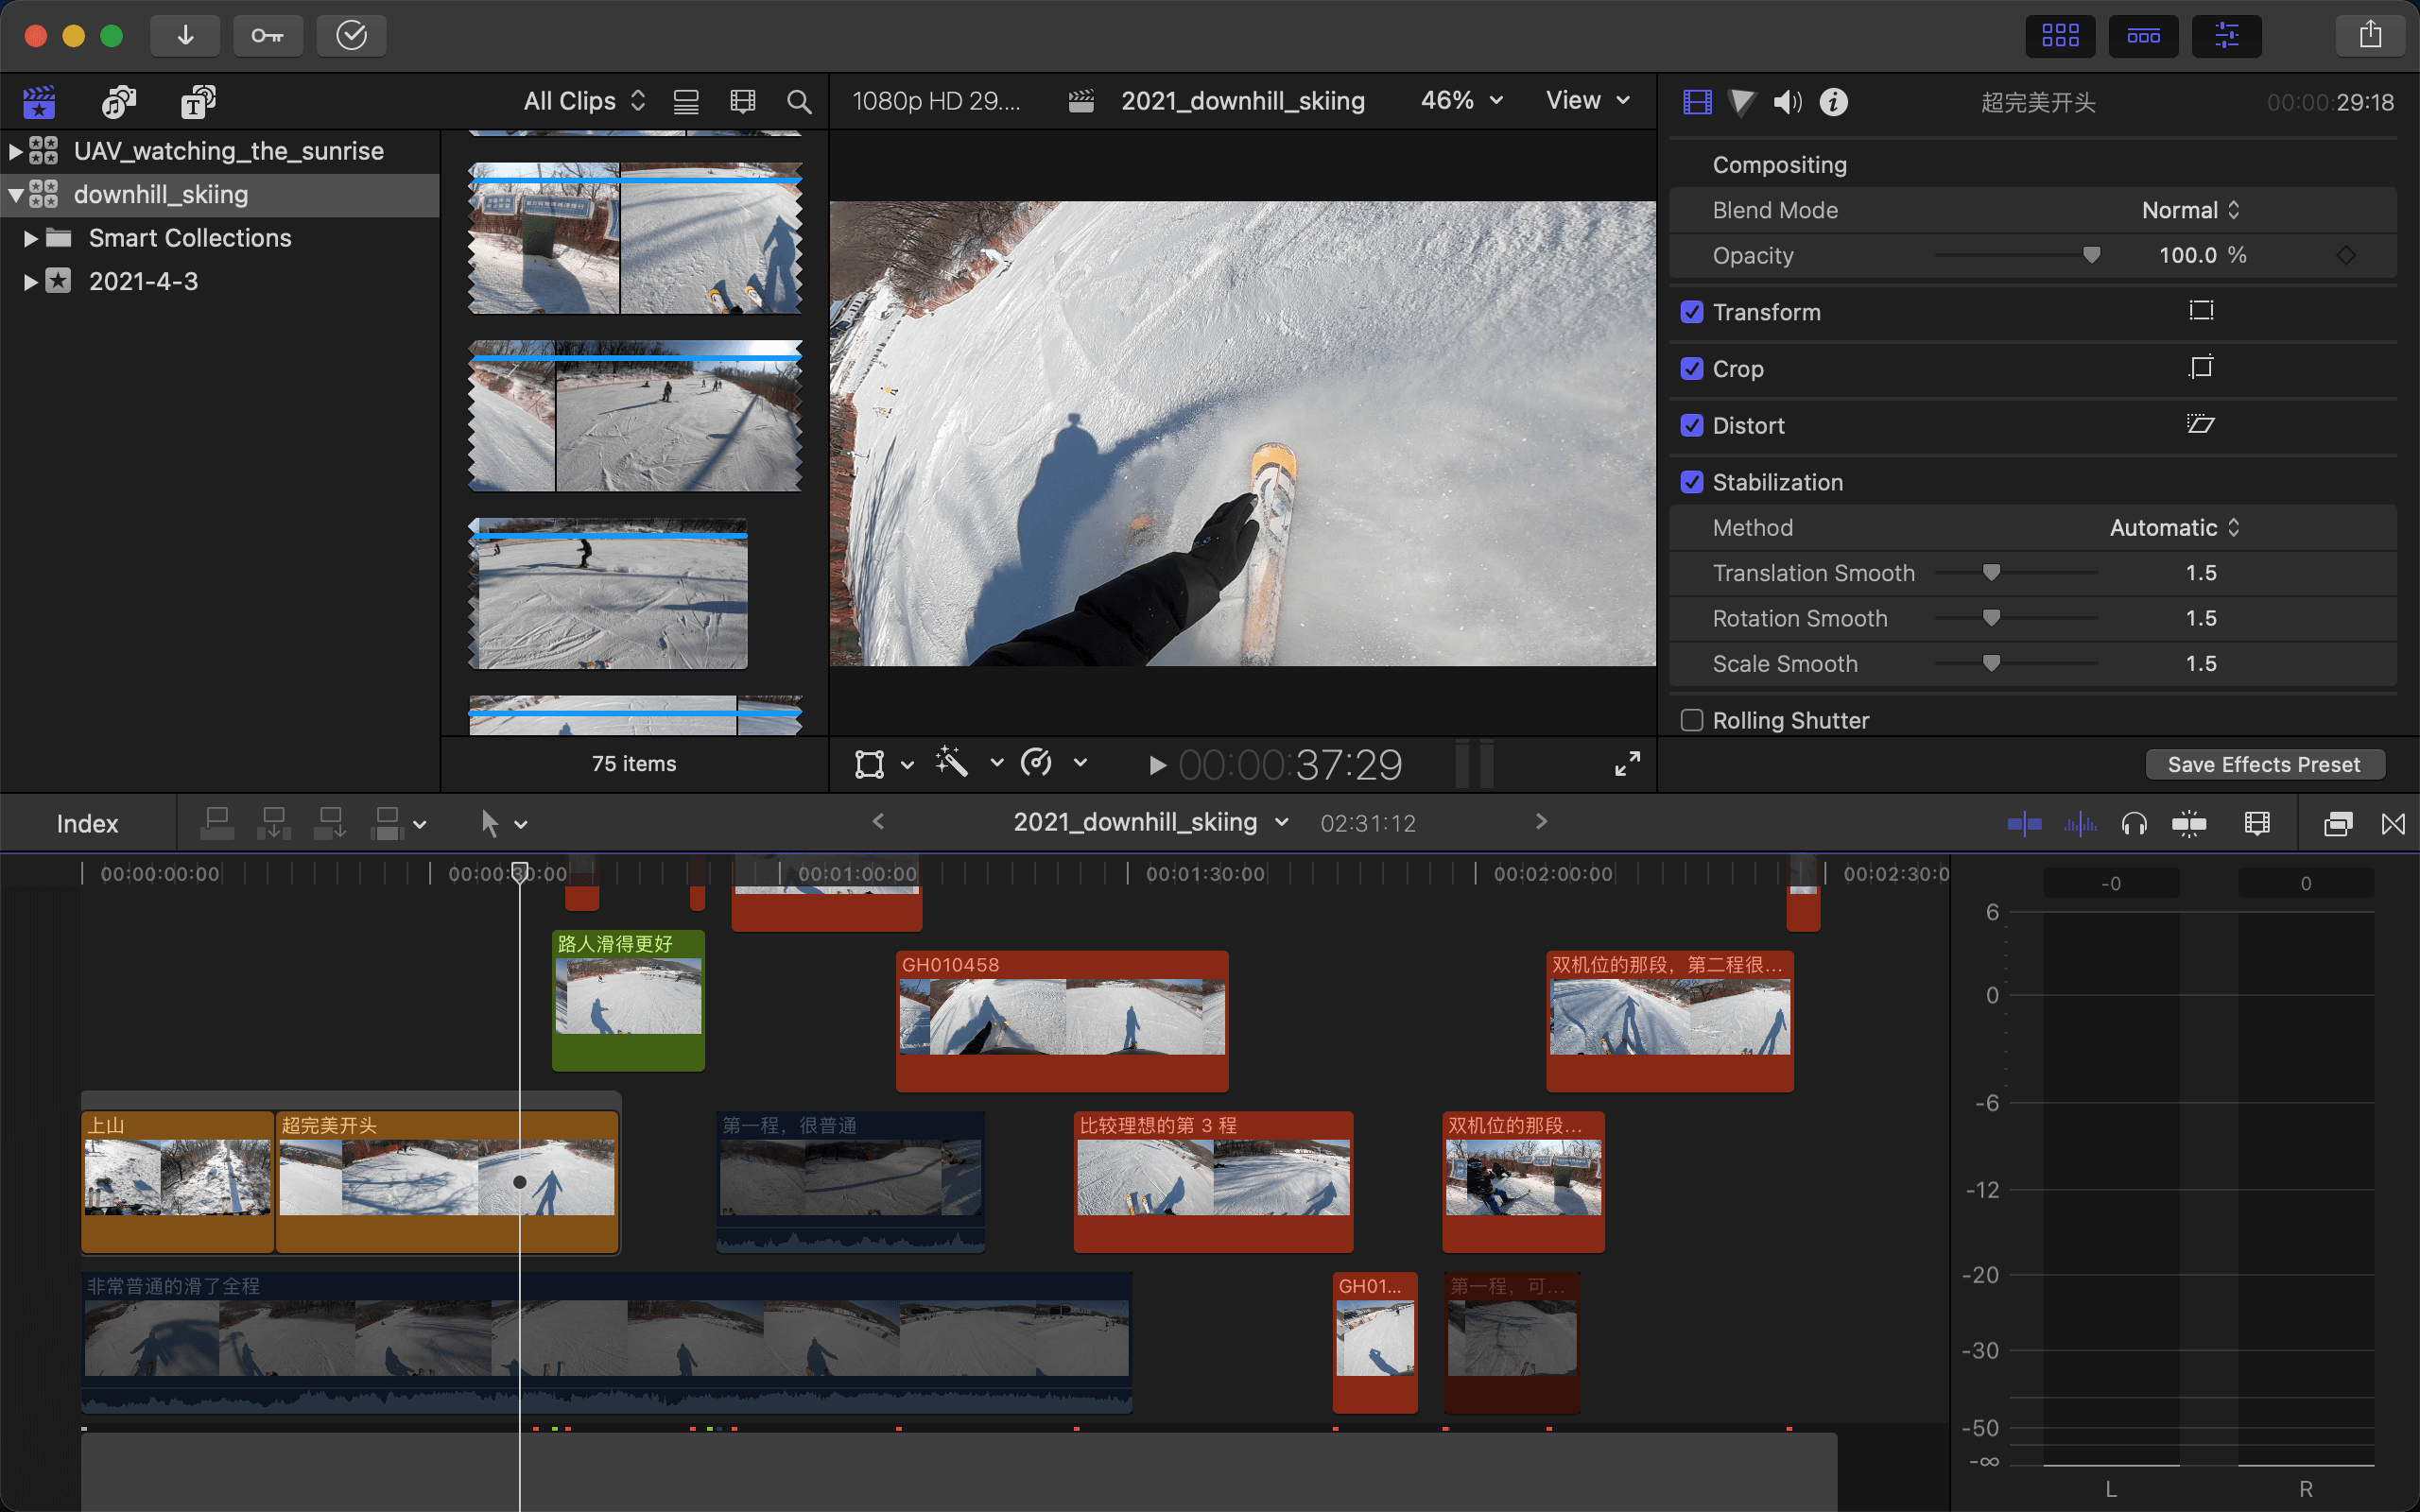 All Clips
1080p HD 29....
2021_downhill_skiing
46%
View
超完美开头
00:00:29:18
UAV_watching_the_sunrise
downhill_skiing
Smart Collections
2021-4-3
75 items
Compositing
Blend Mode
Normal
Opacity
100.0 %
Transform
Crop
Distort
Stabilization
Method
Automatic
Translation Smooth
1.5
Rotation Smooth
1.5
Scale Smooth
1.5
Rolling Shutter
00:00:37:29
Save Effects Preset
Index
2021_downhill_skiing
02:31:12
00:00:00:00
00:00:30:00
00:01:00:00
00:01:30:00
00:02:00:00
00:02:30:0
路人滑得更好
GH010458
双机位的那段，第二程很...
上山
超完美开头
第一程，很普通
比较理想的第 3 程
双机位的那段...
非常普通的滑了全程
GH01...
第一程，可...
-0
0
6
0
-6
-12
-20
-30
-50
-∞
L
R